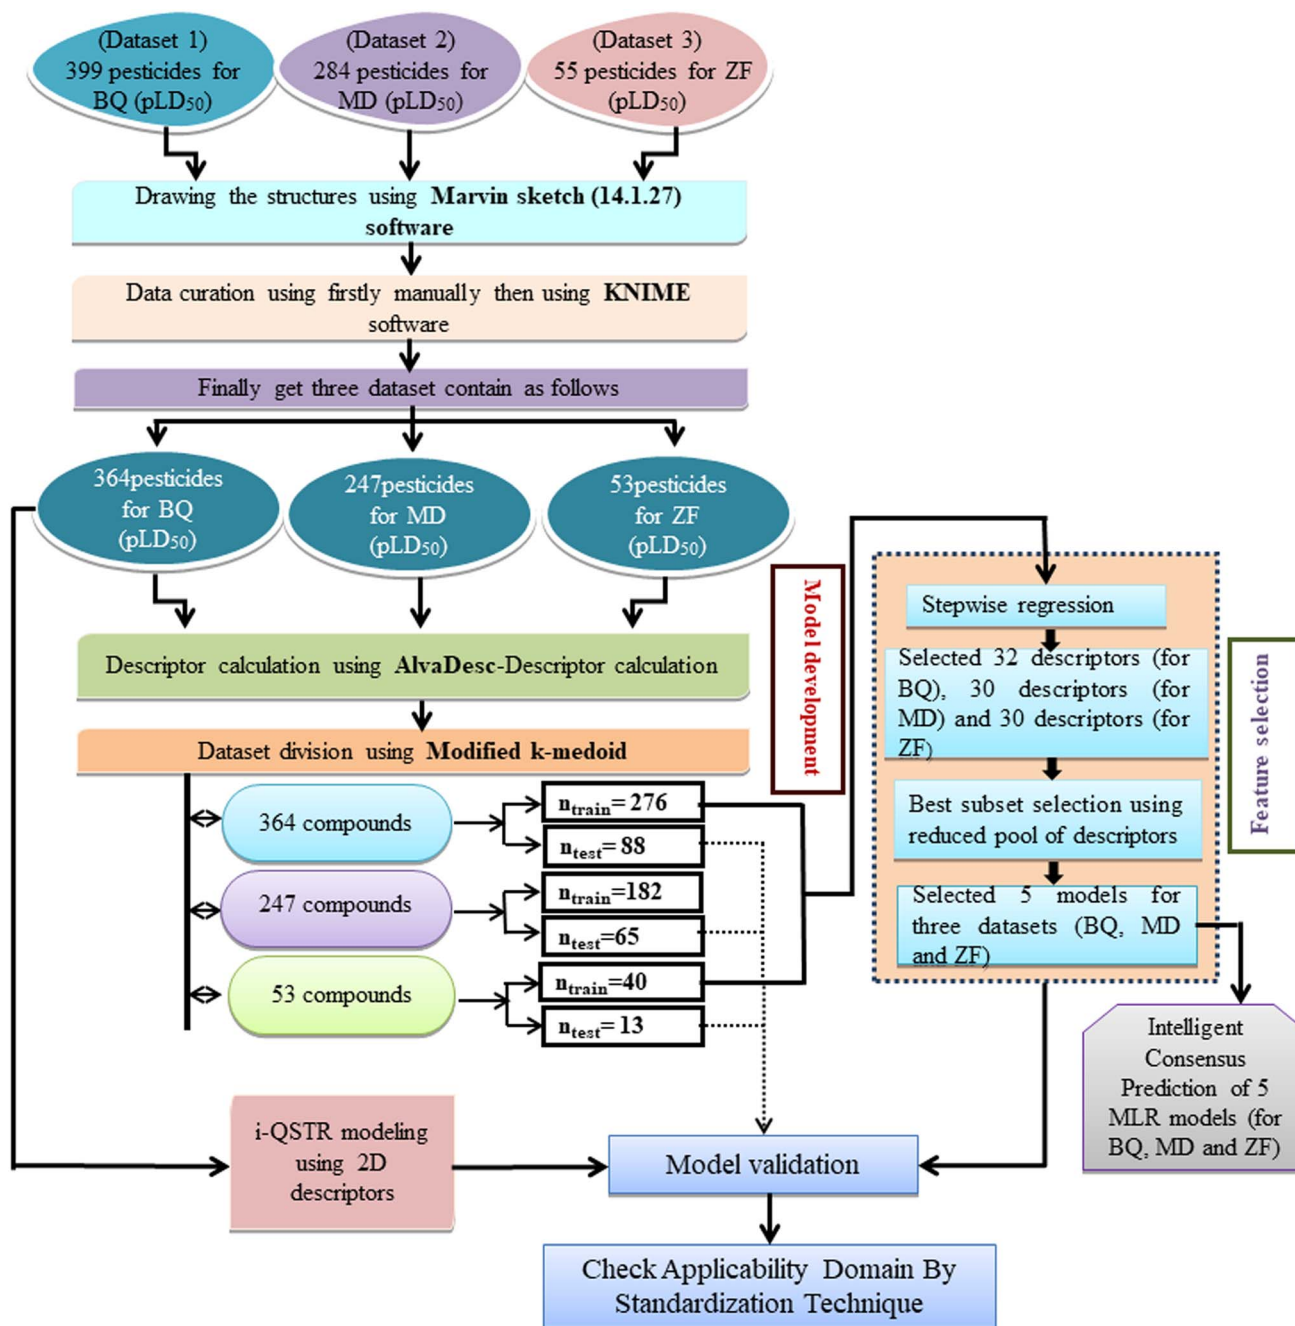 (Dataset 1)
399 pesticides for
BQ (pLD50)
(Dataset 2)
284 pesticides for
MD (pLD50)
(Dataset 3)
55 pesticides for ZF
(pLD50)
Drawing the structures using Marvin sketch (14.1.27)
software
Data curation using firstly manually then using KNIME
software
Finally get three dataset contain as follows
364pesticides
for BQ
(pLD50)
247pesticides
for MD
(pLD50)
53pesticides
for ZF
(pLD50)
Descriptor calculation using AlvaDesc-Descriptor calculation
Dataset division using Modified k-medoid
364 compounds
ntrain= 276
ntest= 88
247 compounds
ntrain=182
ntest=65
53 compounds
ntrain=40
ntest= 13
Model development
Stepwise regression
Selected 32 descriptors (for
BQ), 30 descriptors (for
MD) and 30 descriptors (for
ZF)
Best subset selection using
reduced pool of descriptors
Selected 5 models for
three datasets (BQ, MD
and ZF)
Feature selection
Intelligent
Consensus
Prediction of 5
MLR models (for
BQ, MD and ZF)
i-QSTR modeling
using 2D
descriptors
Model validation
Check Applicability Domain By
Standardization Technique